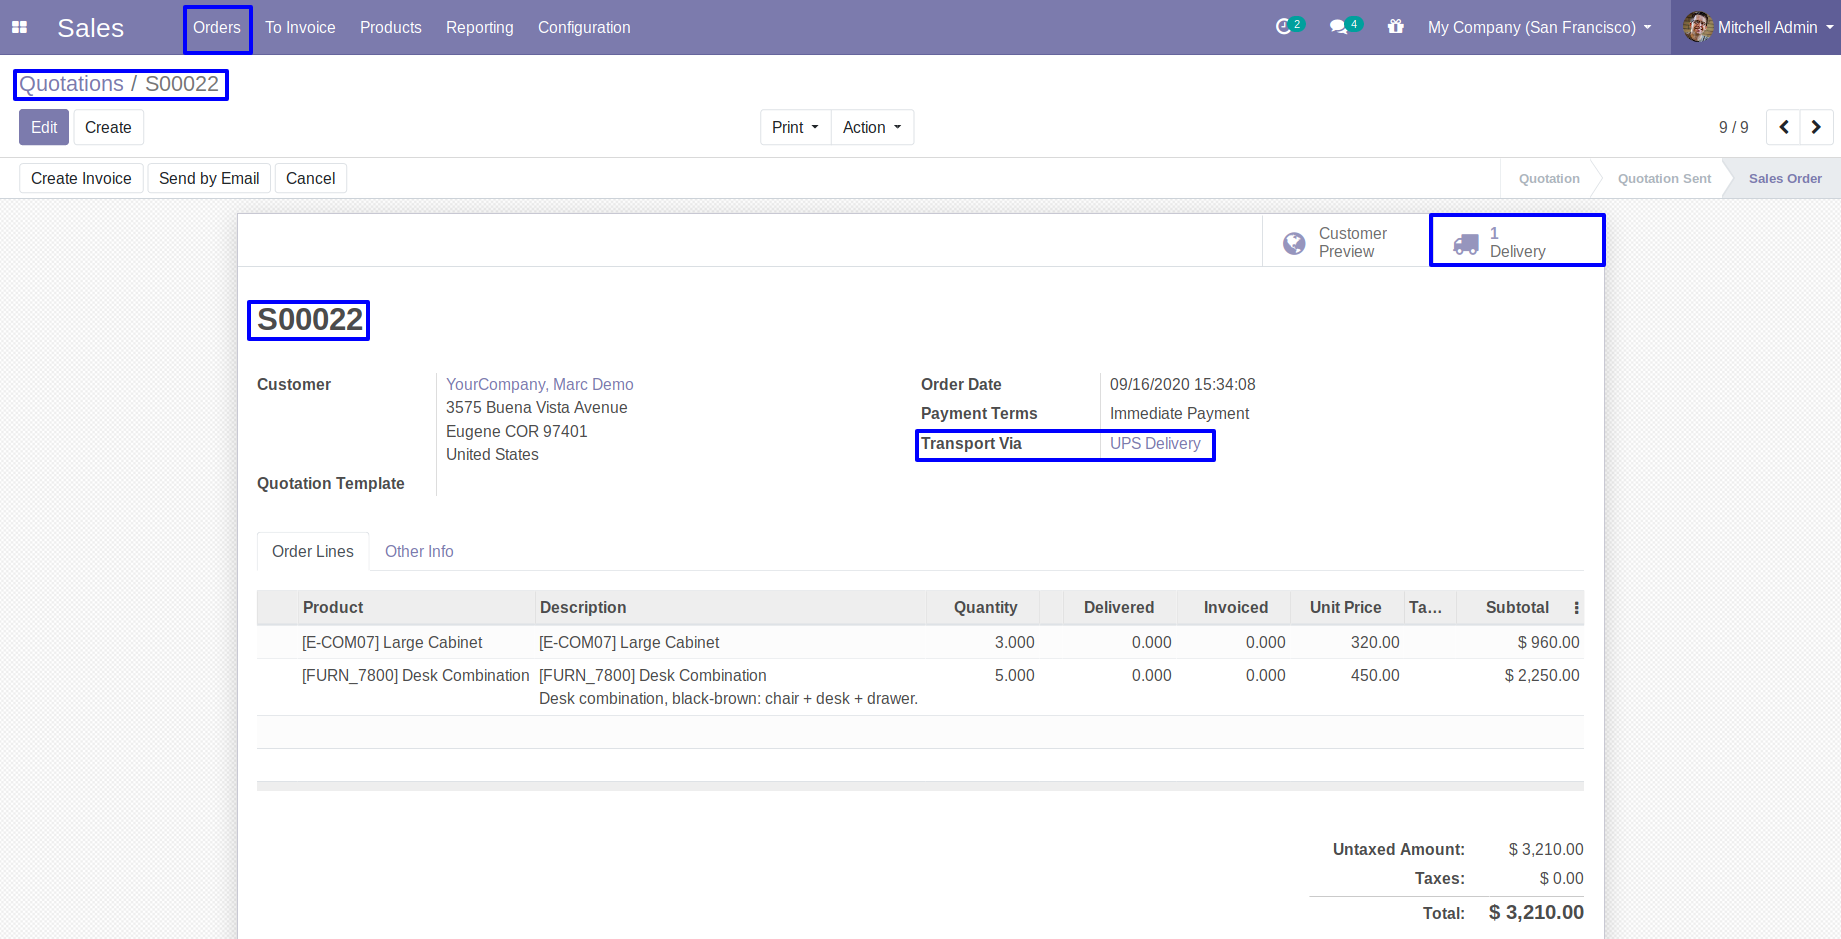 Sales Orders To Invoice Products Reporting Configuration 2 4 My Company (San Francisco) Mitchell Admin
Quotations / S00022
Edit Create Print Action 9 / 9
Create Invoice Send by Email Cancel Quotation Quotation Sent Sales Order
Customer Preview
1 Delivery
S00022
Customer YourCompany, Marc Demo
3575 Buena Vista Avenue
Eugene COR 97401
United States
Quotation Template
Order Date 09/16/2020 15:34:08
Payment Terms Immediate Payment
Transport Via UPS Delivery
Order Lines Other Info
Product Description Quantity Delivered Invoiced Unit Price Ta... Subtotal
[E-COM07] Large Cabinet [E-COM07] Large Cabinet 3.000 0.000 0.000 320.00 $ 960.00
[FURN_7800] Desk Combination [FURN_7800] Desk Combination 5.000 0.000 0.000 450.00 $ 2,250.00
Desk combination, black-brown: chair + desk + drawer.
Untaxed Amount: $ 3,210.00
Taxes: $ 0.00
Total: $ 3,210.00